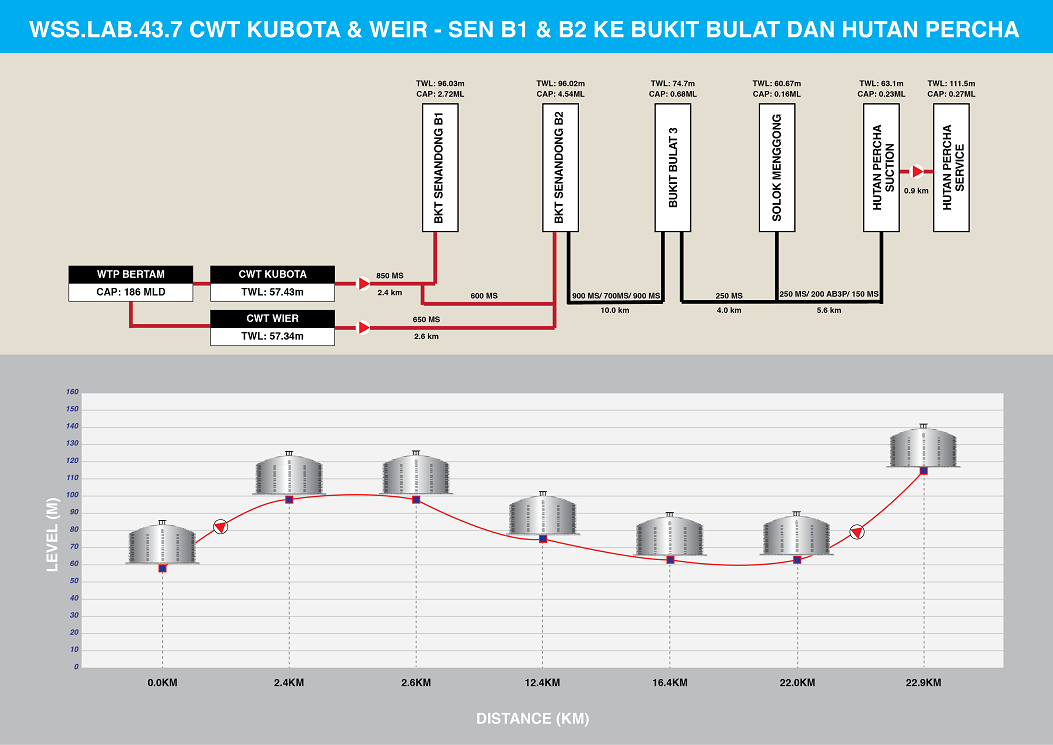 WSS.LAB.43.7 CWT KUBOTA & WEIR - SEN B1 & B2 KE BUKIT BULAT DAN HUTAN PERCHA
TWL: 96.03m
CAP: 2.72ML
TWL: 96.02m
CAP: 4.54ML
TWL: 74.7m
CAP: 0.68ML
TWL: 60.67m
CAP: 0.16ML
TWL: 63.1m
CAP: 0.23ML
TWL: 111.5m
CAP: 0.27ML
BKT SENANDONG B1
BKT SENANDONG B2
BUKIT BULAT 3
SOLOK MENGGONG
HUTAN PERCHA
SUCTION
HUTAN PERCHA
SERVICE
0.9 km
WTP BERTAM
CAP: 186 MLD
CWT KUBOTA
TWL: 57.43m
CWT WIER
TWL: 57.34m
850 MS
2.4 km
600 MS
650 MS
2.6 km
900 MS/ 700MS/ 900 MS
10.0 km
250 MS
4.0 km
250 MS/ 200 AB3P/ 150 MS
5.6 km
LEVEL (M)
160
150
140
130
120
110
100
90
80
70
60
50
40
30
20
10
0
0.0KM
2.4KM
2.6KM
12.4KM
16.4KM
22.0KM
22.9KM
DISTANCE (KM)